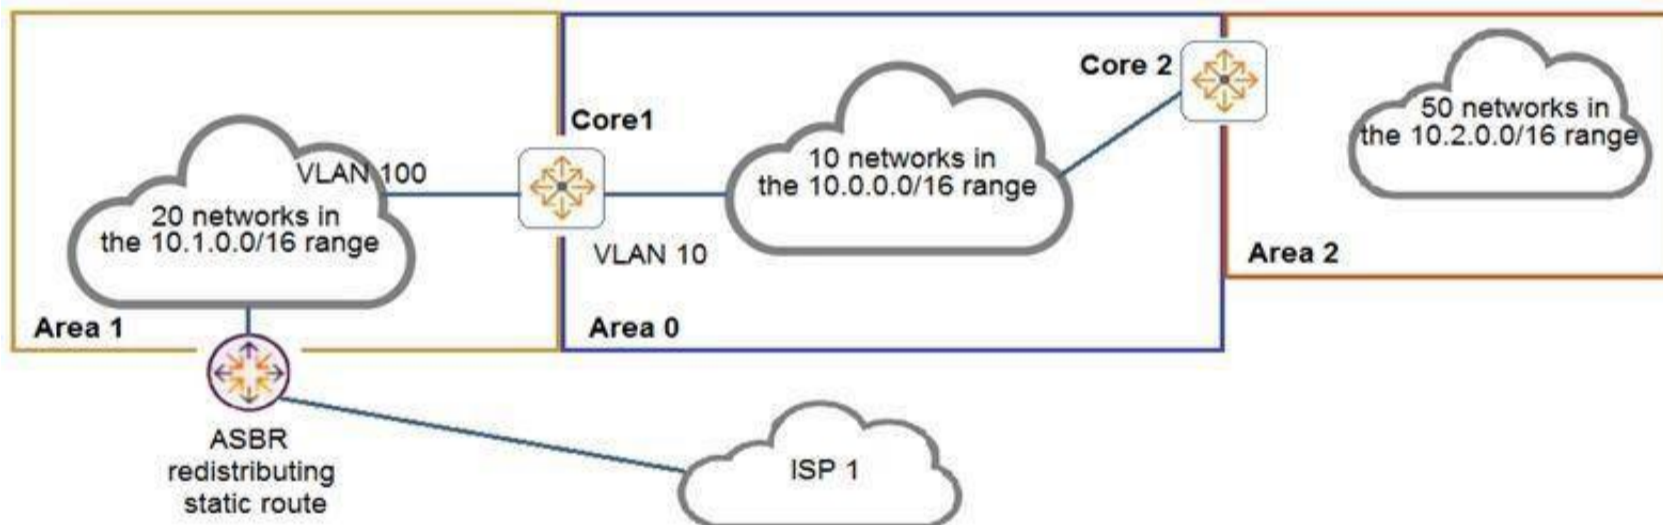 Core 2
50 networks in
the 10.2.0.0/16 range
Core1
VLAN 100
10 networks in
the 10.0.0.0/16 range
20 networks in
the 10.1.0.0/16 range
VLAN 10
Area 2
Area 1
Area 0
ASBR
redistributing
static route
ISP 1